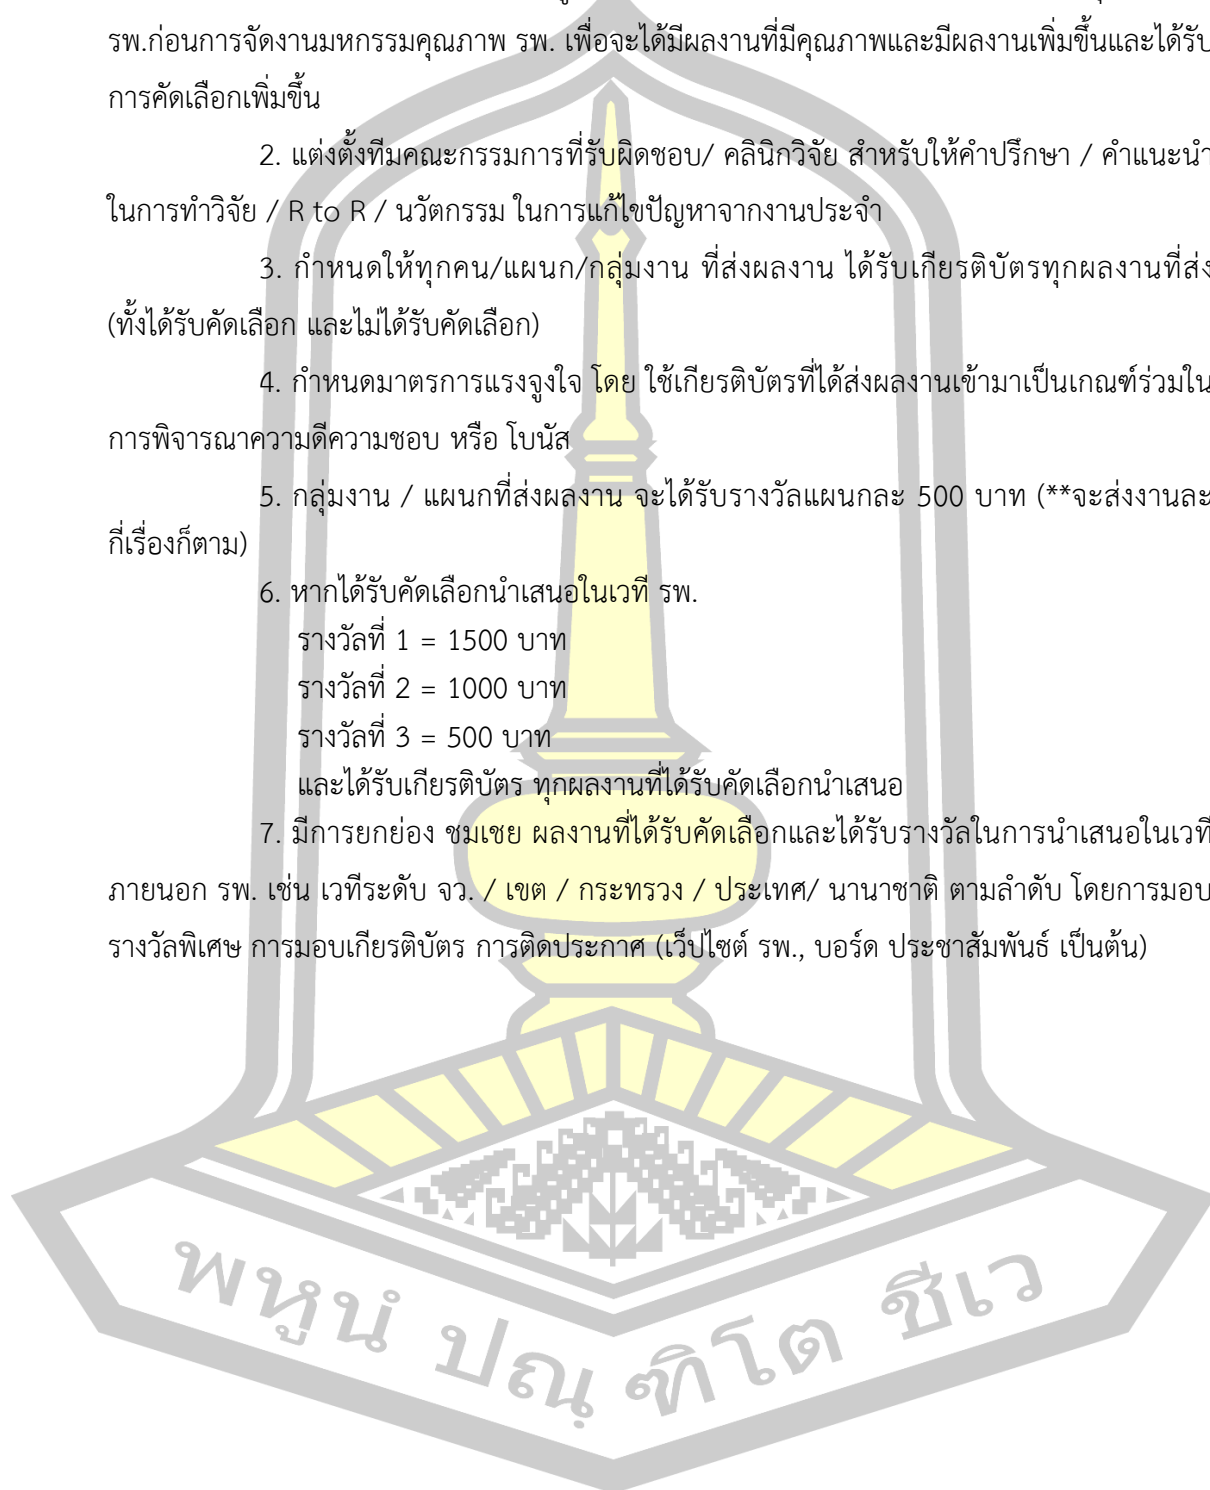 รพ.ก่อนการจัดงานมหกรรมคุณภาพ รพ. เพื่อจะได้มีผลงานที่มีคุณภาพและมีผลงานเพิ่มขึ้นและได้รับ
การคัดเลือกเพิ่มขึ้น
2. แต่งตั้งทีมคณะกรรมการที่รับผิดชอบ/ คลินิกวิจัย สำหรับให้คำปรึกษา / คำแนะนำ
ในการทำวิจัย / R to R / นวัตกรรม ในการแก้ไขปัญหาจากงานประจำ
3. กำหนดให้ทุกคน/แผนก/กลุ่มงาน ที่ส่งผลงาน ได้รับเกียรติบัตรทุกผลงานที่ส่ง
(ทั้งได้รับคัดเลือก และไม่ได้รับคัดเลือก)
4. กำหนดมาตรการแรงจูงใจ โดย ใช้เกียรติบัตรที่ได้ส่งผลงานเข้ามาเป็นเกณฑ์ร่วมใน
การพิจารณาความดีความชอบ หรือ โบนัส
5. กลุ่มงาน / แผนกที่ส่งผลงาน จะได้รับรางวัลแผนกละ 500 บาท (**จะส่งงานละ
กี่เรื่องก็ตาม)
6. หากได้รับคัดเลือกนำเสนอในเวที รพ.
รางวัลที่ 1 = 1500 บาท
รางวัลที่ 2 = 1000 บาท
รางวัลที่ 3 = 500 บาท
และได้รับเกียรติบัตร ทุกผลงานที่ได้รับคัดเลือกนำเสนอ
7. มีการยกย่อง ชมเชย ผลงานที่ได้รับคัดเลือกและได้รับรางวัลในการนำเสนอในเวที
ภายนอก รพ. เช่น เวทีระดับ จว. / เขต / กระทรวง / ประเทศ/ นานาชาติ ตามลำดับ โดยการมอบ
รางวัลพิเศษ การมอบเกียรติบัตร การติดประกาศ (เว็ปไซต์ รพ., บอร์ด ประชาสัมพันธ์ เป็นต้น)
พหูนํ ปณฺฑิโต ชีเว